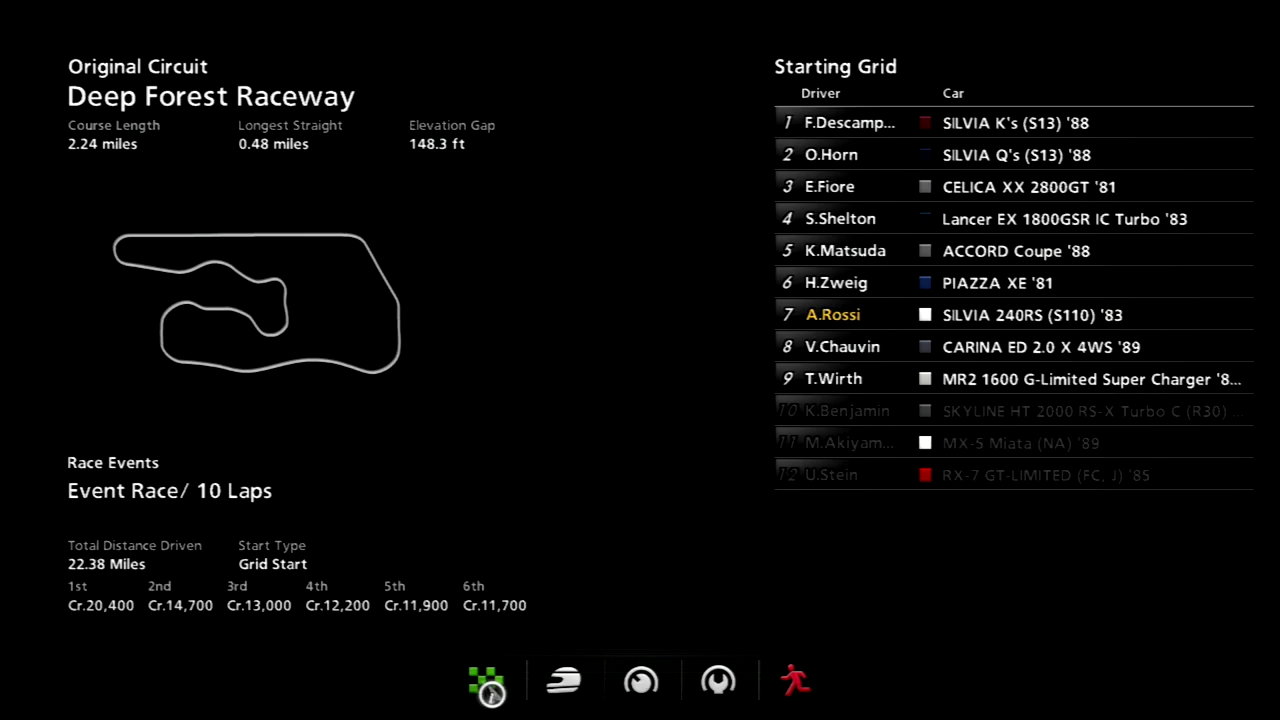 Original Circuit
Deep Forest Raceway
Course Length Longest Straight Elevation Gap
2.24 miles 0.48 miles 148.3 ft
Race Events
Event Race/ 10 Laps
Total Distance Driven Start Type
22.38 Miles Grid Start
1st 2nd 3rd 4th 5th 6th
Cr.20,400 Cr.14,700 Cr.13,000 Cr.12,200 Cr.11,900 Cr.11,700
Starting Grid
Driver Car
1 F.Descamp... SILVIA K's (S13) '88
2 O.Horn SILVIA Q's (S13) '88
3 E.Fiore CELICA XX 2800GT '81
4 S.Shelton Lancer EX 1800GSR IC Turbo '83
5 K.Matsuda ACCORD Coupe '88
6 H.Zweig PIAZZA XE '81
7 A.Rossi SILVIA 240RS (S110) '83
8 V.Chauvin CARINA ED 2.0 X 4WS '89
9 T.Wirth MR2 1600 G-Limited Super Charger '8...
10 K.Benjamin SKYLINE HT 2000 RS-X Turbo C (R30) ...
11 M.Akiyam... MX-5 Miata (NA) '89
12 U.Stein RX-7 GT-LIMITED (FC, J) '85